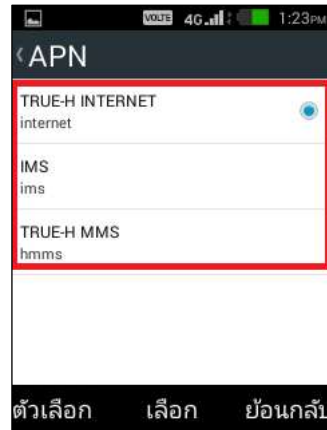 VOLTE 4G 1:23PM
APN
TRUE-H INTERNET
internet
IMS
ims
TRUE-H MMS
hmms
ตัวเลือก เลือก ย้อนกลับ